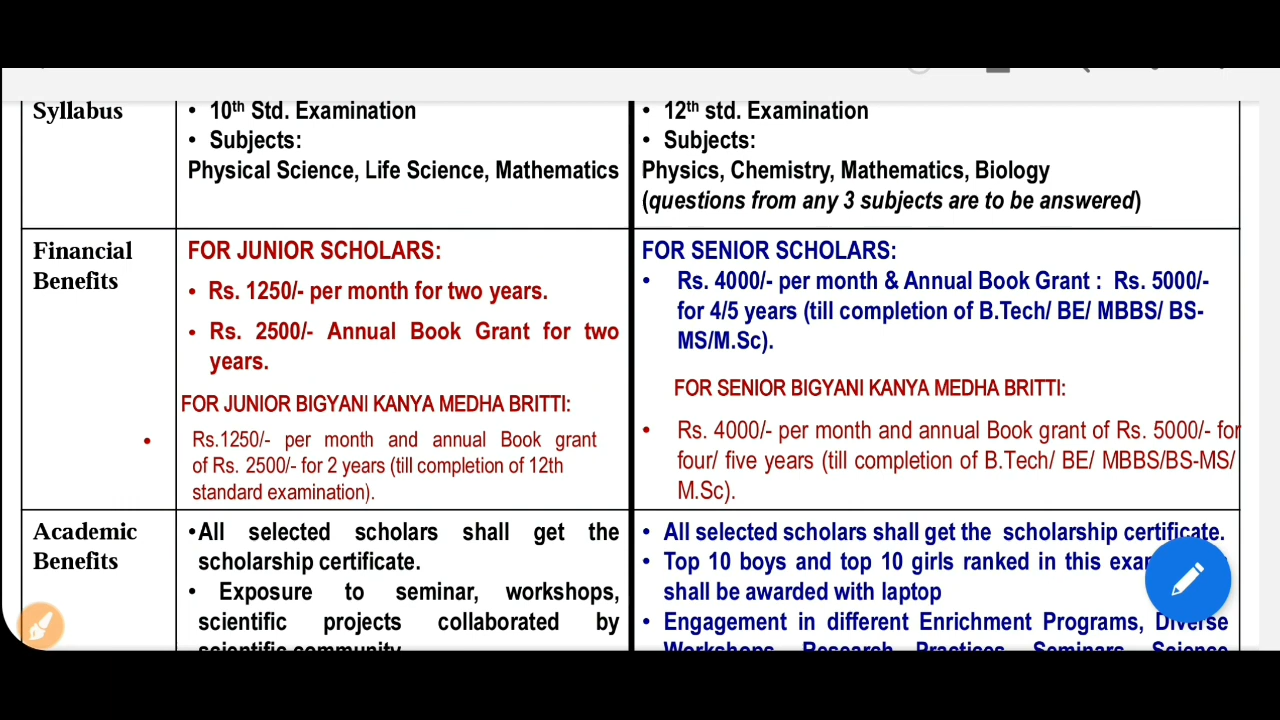 Syllabus
• 10th Std. Examination
• Subjects:
Physical Science, Life Science, Mathematics
• 12th std. Examination
• Subjects:
Physics, Chemistry, Mathematics, Biology
(questions from any 3 subjects are to be answered)
Financial
Benefits
FOR JUNIOR SCHOLARS:
• Rs. 1250/- per month for two years.
• Rs. 2500/- Annual Book Grant for two
years.
FOR JUNIOR BIGYANI KANYA MEDHA BRITTI:
• Rs.1250/- per month and annual Book grant
of Rs. 2500/- for 2 years (till completion of 12th
standard examination).
FOR SENIOR SCHOLARS:
• Rs. 4000/- per month & Annual Book Grant : Rs. 5000/-
for 4/5 years (till completion of B.Tech/ BE/ MBBS/ BS-
MS/M.Sc).
FOR SENIOR BIGYANI KANYA MEDHA BRITTI:
• Rs. 4000/- per month and annual Book grant of Rs. 5000/- for
four/ five years (till completion of B.Tech/ BE/ MBBS/BS-MS/
M.Sc).
Academic
Benefits
•All selected scholars shall get the
scholarship certificate.
• Exposure to seminar, workshops,
scientific projects collaborated by
scientific community
• All selected scholars shall get the scholarship certificate.
• Top 10 boys and top 10 girls ranked in this
shall be awarded with laptop
• Engagement in different Enrichment Programs, Diverse
Workshops, Research Practices, Seminars, Science